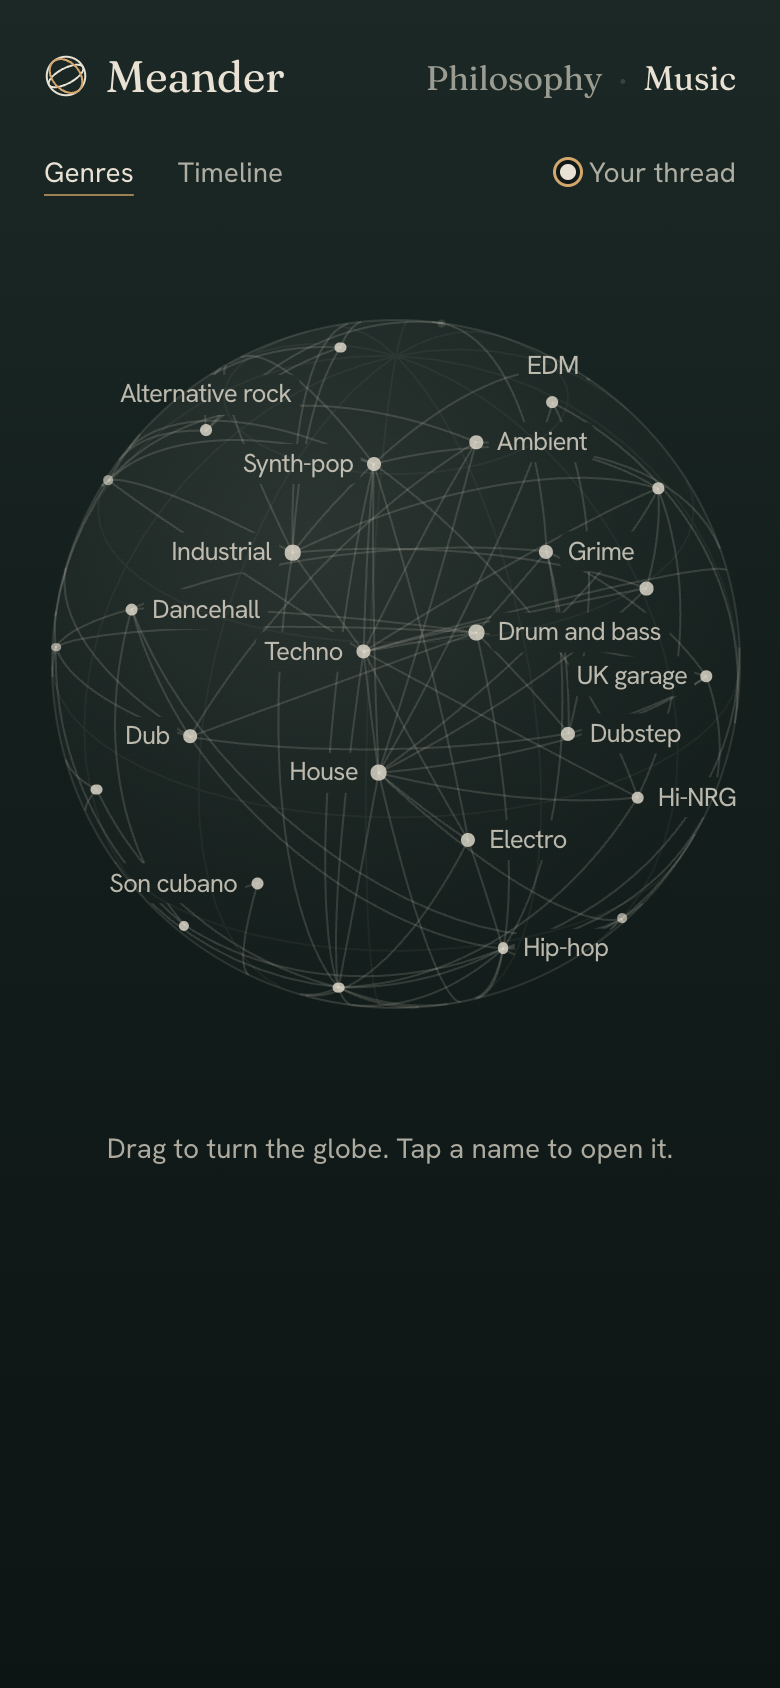 Meander
Philosophy · Music
Genres
Timeline
Your thread
EDM
Alternative rock
Ambient
Synth-pop
Industrial
Grime
Dancehall
Drum and bass
Techno
UK garage
Dub
Dubstep
House
Hi-NRG
Electro
Son cubano
Hip-hop
Drag to turn the globe. Tap a name to open it.